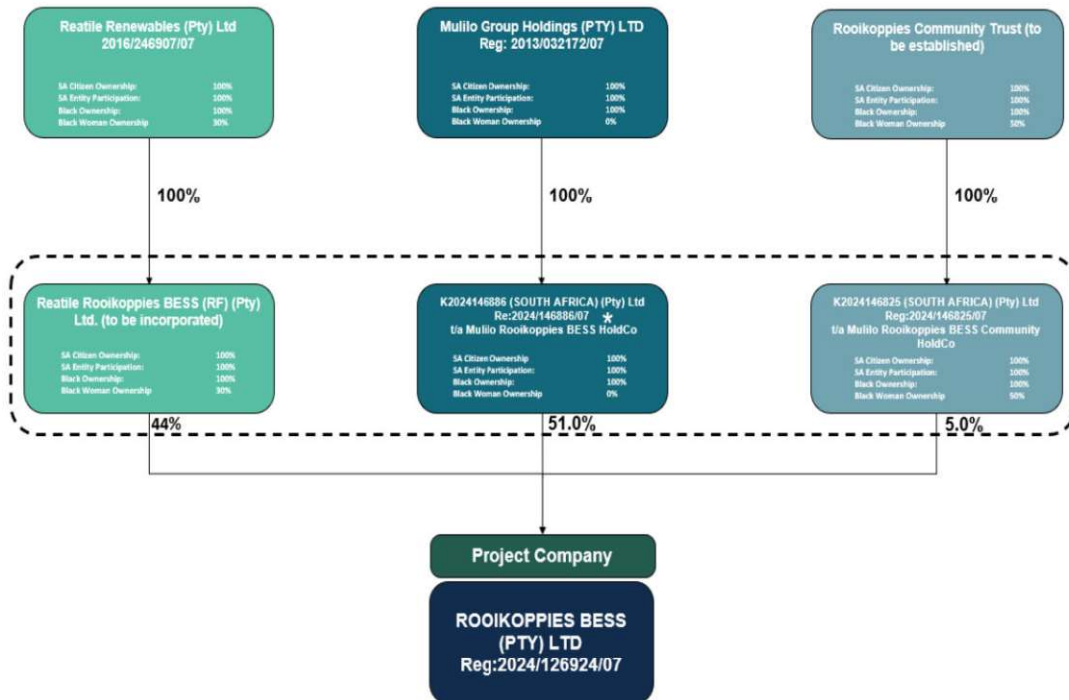 Reatile Renewables (Pty) Ltd
2016/246907/07
SA Citizen Ownership: 100%
SA Entity Participation: 100%
Black Ownership: 100%
Black Woman Ownership 30%
Mulilo Group Holdings (PTY) LTD
Reg: 2013/032172/07
SA Citizen Ownership: 100%
SA Entity Participation: 100%
Black Ownership: 100%
Black Woman Ownership 0%
Rooikoppies Community Trust (to
be established)
SA Citizen Ownership: 100%
SA Entity Participation: 100%
Black Ownership: 100%
Black Woman Ownership 50%
100%
100%
100%
Reatile Rooikoppies BESS (RF) (Pty)
Ltd. (to be incorporated)
SA Citizen Ownership: 100%
SA Entity Participation: 100%
Black Ownership: 100%
Black Woman Ownership 30%
K2024146886 (SOUTH AFRICA) (Pty) Ltd
Re:2024/146886/07 *
t/a Mulilo Rooikoppies BESS HoldCo
SA Citizen Ownership 100%
SA Entity Participation: 100%
Black Ownership: 100%
Black Woman Ownership 0%
K2024146825 (SOUTH AFRICA) (Pty) Ltd
Reg:2024/146825/07
t/a Mulilo Rooikoppies BESS Community
HoldCo
SA Citizen Ownership: 100%
SA Entity Participation: 100%
Black Ownership: 100%
Black Woman Ownership 50%
44%
51.0%
5.0%
Project Company
ROOIKOPPIES BESS
(PTY) LTD
Reg:2024/126924/07